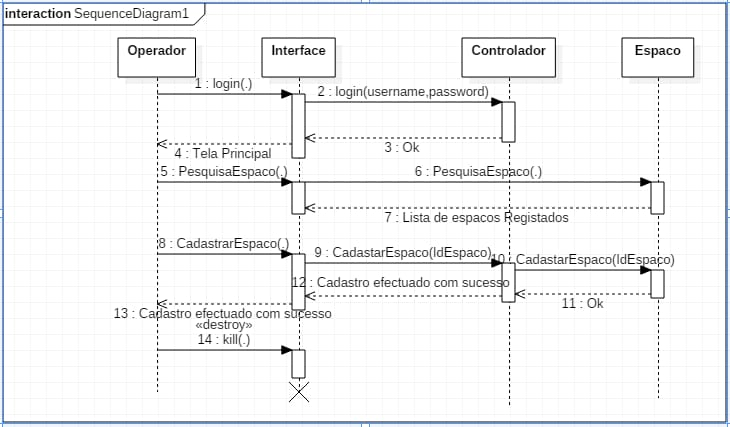 interaction SequenceDiagram1
Operador
Interface
Controlador
Espaco
1 : login(.)
2 : login(username,password)
3 : Ok
4 : Tela Principal
5 : PesquisaEspaco(.)
6 : PesquisaEspaco(.)
7 : Lista de espacos Registados
8 : CadastrarEspaco(.)
9 : CadastarEspaco(IdEspaco)
10 : CadastarEspaco(IdEspaco)
12 : Cadastro efectuado com sucesso
11 : Ok
13 : Cadastro efectuado com sucesso
«destroy»
14 : kill(.)